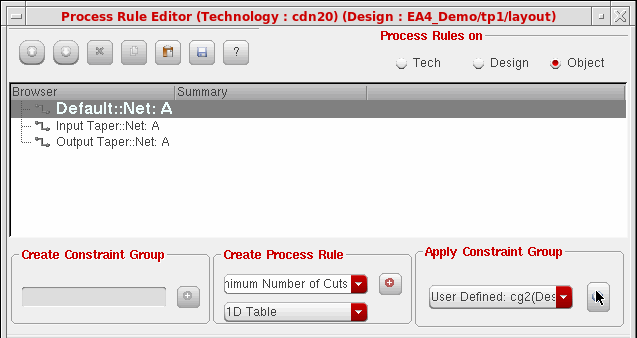 Process Rule Editor (Technology : cdn20) (Design : EA4_Demo/tp1/layout)
Process Rules on
?
Tech Design Object
Browser Summary
Default::Net: A
Input Taper::Net: A
Output Taper::Net: A
Create Constraint Group Create Process Rule Apply Constraint Group
nimum Number of Cuts
User Defined: cg2(Des
1D Table